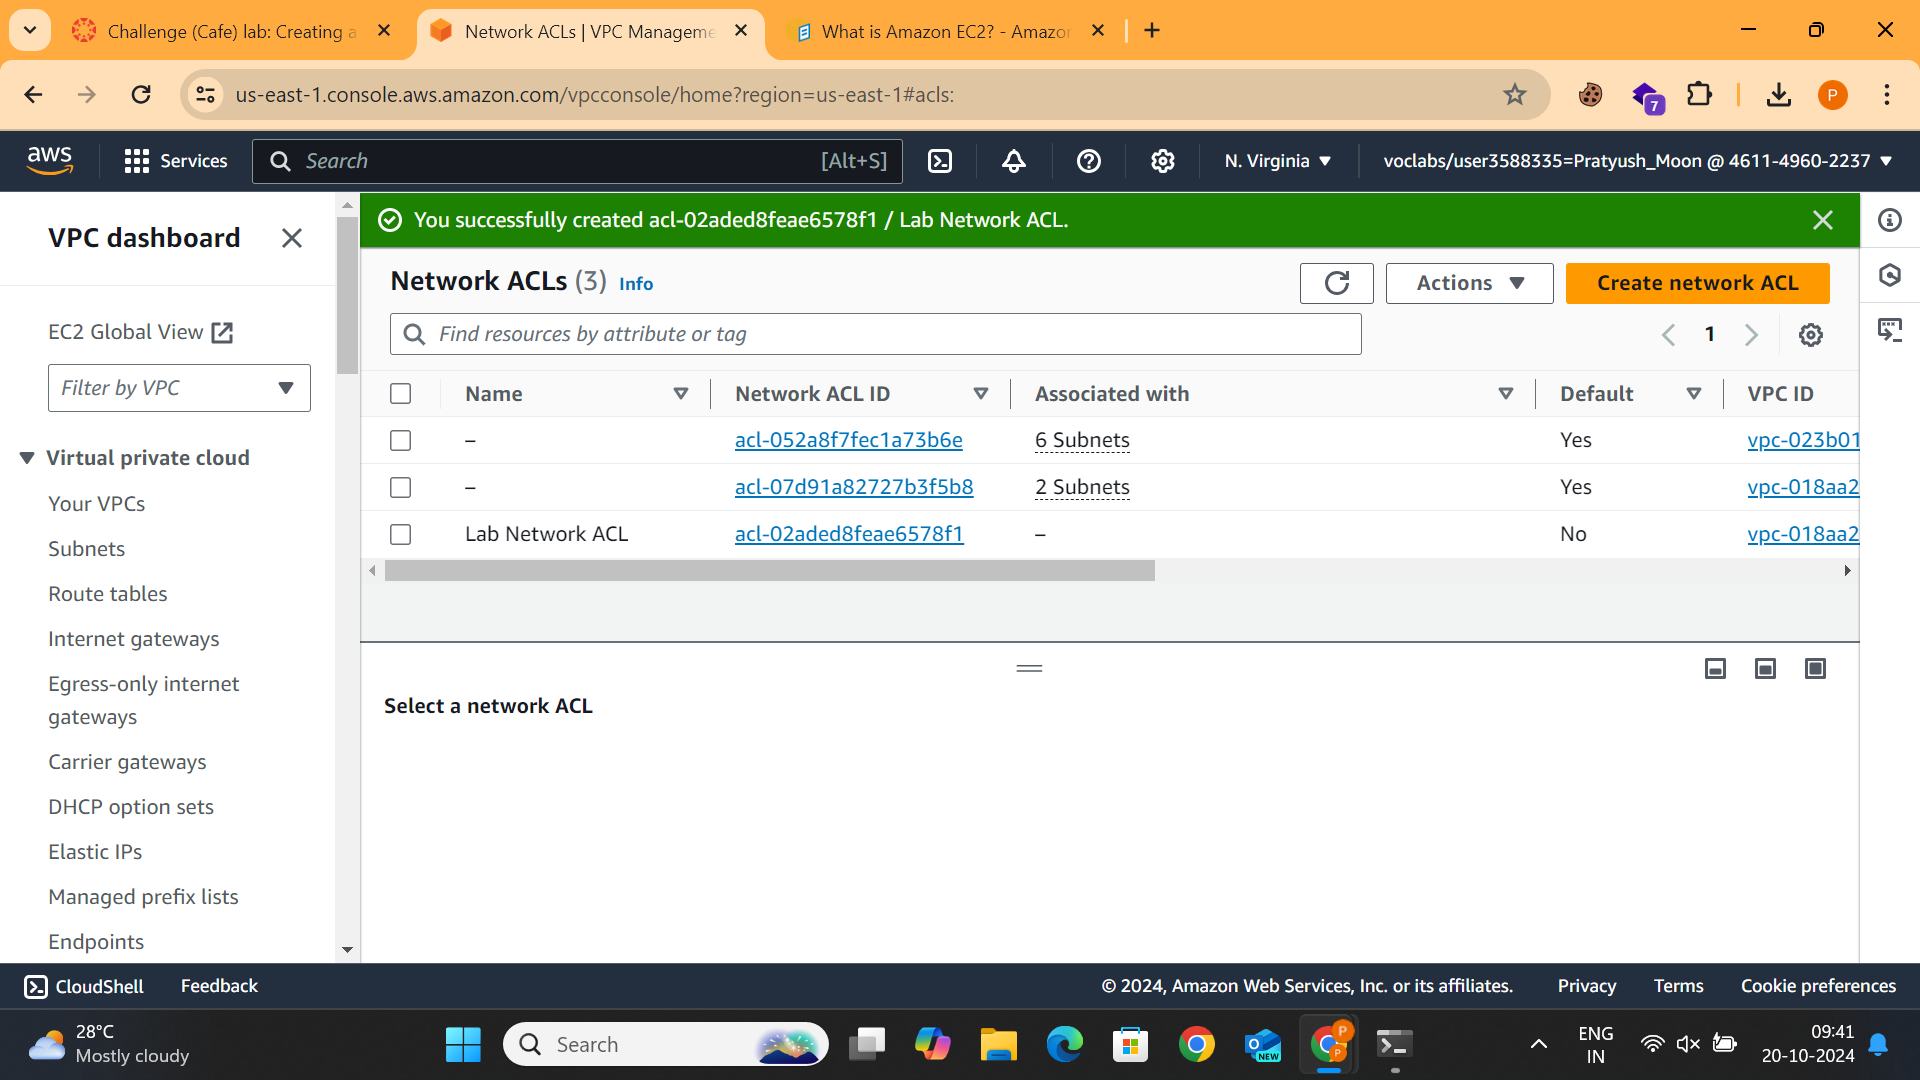 Challenge (Cafe) lab: Creating a
Network ACLs | VPC Manageme
What is Amazon EC2? - Amazon
us-east-1.console.aws.amazon.com/vpcconsole/home?region=us-east-1#acls:
7
P
aws
Services
Search
[Alt+S]
N. Virginia
voclabs/user3588335=Pratyush_Moon @ 4611-4960-2237
VPC dashboard
EC2 Global View
Filter by VPC
Virtual private cloud
Your VPCs
Subnets
Route tables
Internet gateways
Egress-only internet
gateways
Carrier gateways
DHCP option sets
Elastic IPs
Managed prefix lists
Endpoints
You successfully created acl-02aded8feae6578f1 / Lab Network ACL.
Network ACLs (3) Info
Actions
Create network ACL
Find resources by attribute or tag
1
Name Network ACL ID Associated with Default VPC ID
– acl-052a8f7fec1a73b6e 6 Subnets Yes vpc-023b01
– acl-07d91a82727b3f5b8 2 Subnets Yes vpc-018aa2
Lab Network ACL acl-02aded8feae6578f1 – No vpc-018aa2
Select a network ACL
CloudShell
Feedback
© 2024, Amazon Web Services, Inc. or its affiliates.
Privacy
Terms
Cookie preferences
28°C
Mostly cloudy
Search
NEW
P
P
ENG
IN
09:41
20-10-2024